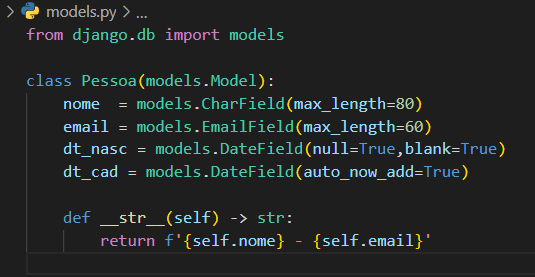 > models.py > ...
from django.db import models
class Pessoa(models.Model):
nome  = models.CharField(max_length=80)
email = models.EmailField(max_length=60)
dt_nasc = models.DateField(null=True,blank=True)
dt_cad = models.DateField(auto_now_add=True)
def __str__(self) -> str:
return f'{self.nome} - {self.email}'